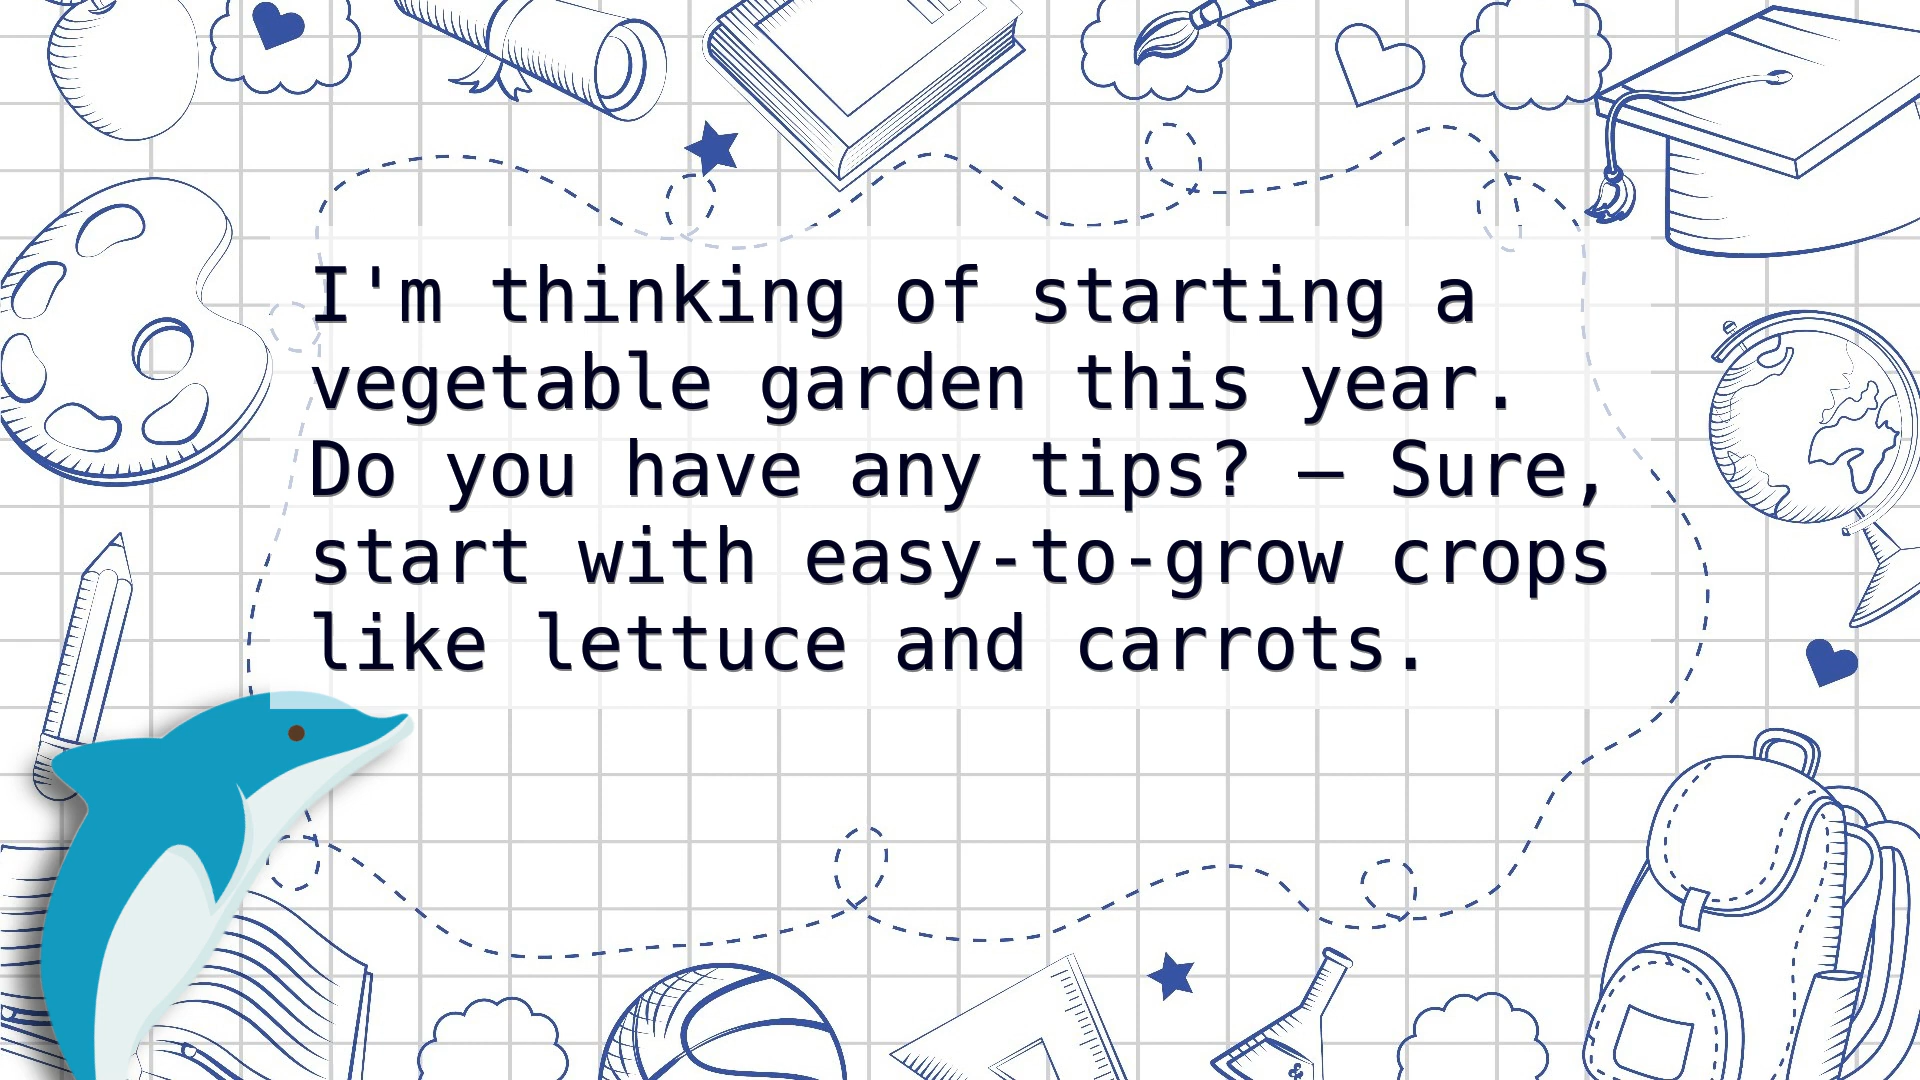 I'm thinking of starting a
vegetable garden this year.
Do you have any tips? – Sure,
start with easy-to-grow crops
like lettuce and carrots.